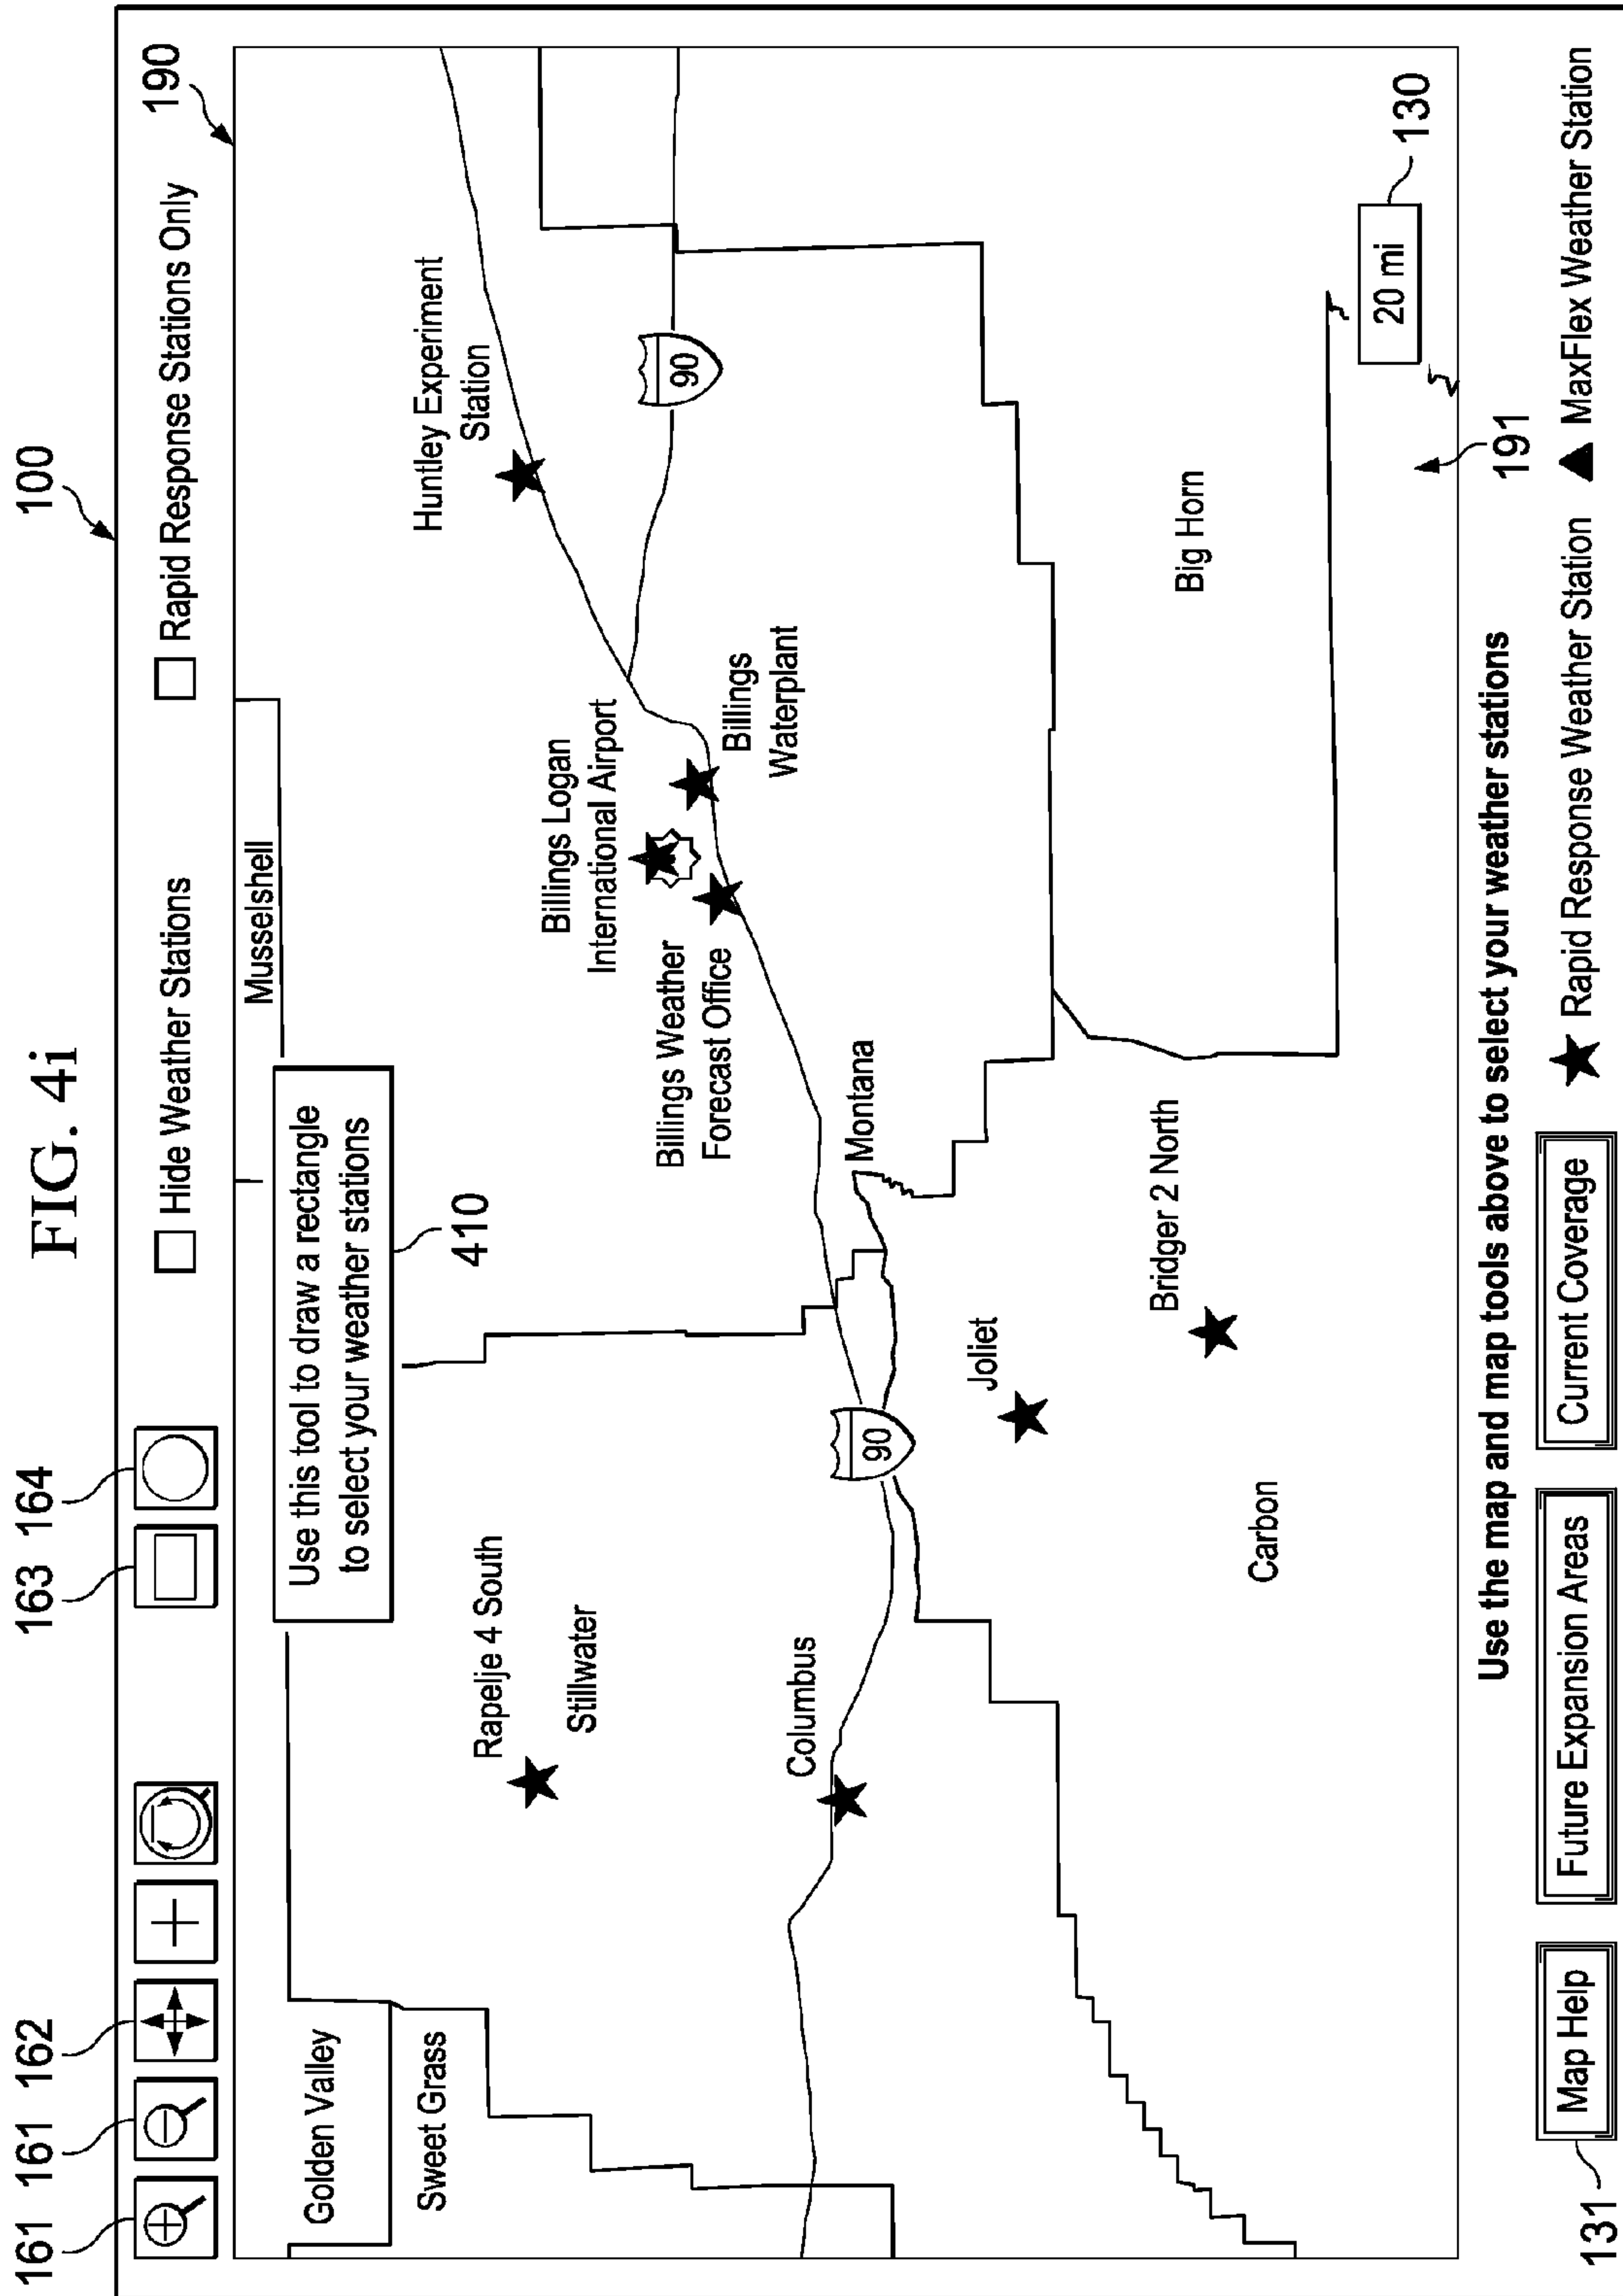 FIG. 4i
100
161
161
162
163
164
190
Hide Weather Stations
Rapid Response Stations Only
Musselshell
Golden Valley
Use this tool to draw a rectangle
to select your weather stations
410
Sweet Grass
Rapelje 4 South
Stillwater
Huntley Experiment
Station
Billings Logan
International Airport
Billings Weather
Forecast Office
Billings
Waterplant
90
Columbus
90
Montana
Joliet
Bridger 2 North
Big Horn
Carbon
20 mi
130
191
Use the map and map tools above to select your weather stations
131
Map Help
Future Expansion Areas
Current Coverage
Rapid Response Weather Station
MaxFlex Weather Station